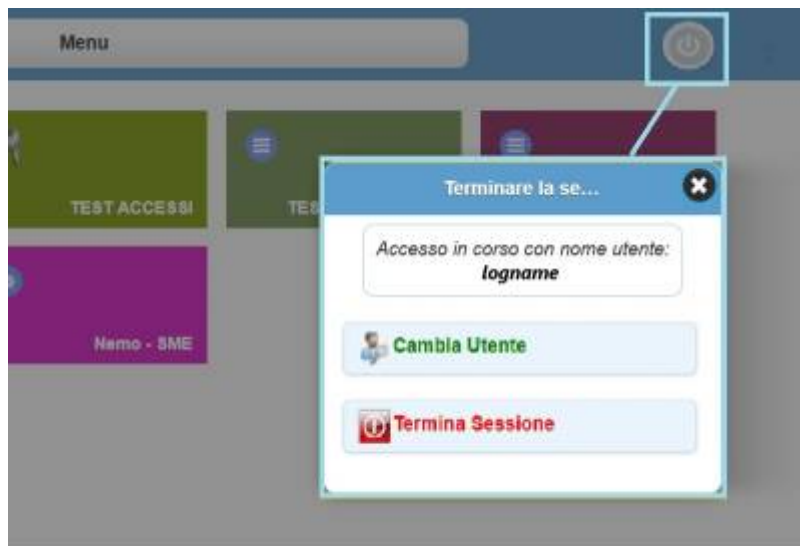 Menu
TEST ACCESSI
TES
Terminare la se...
Accesso in corso con nome utente:
logname
Nemo - SME
Cambia Utente
Termina Sessione